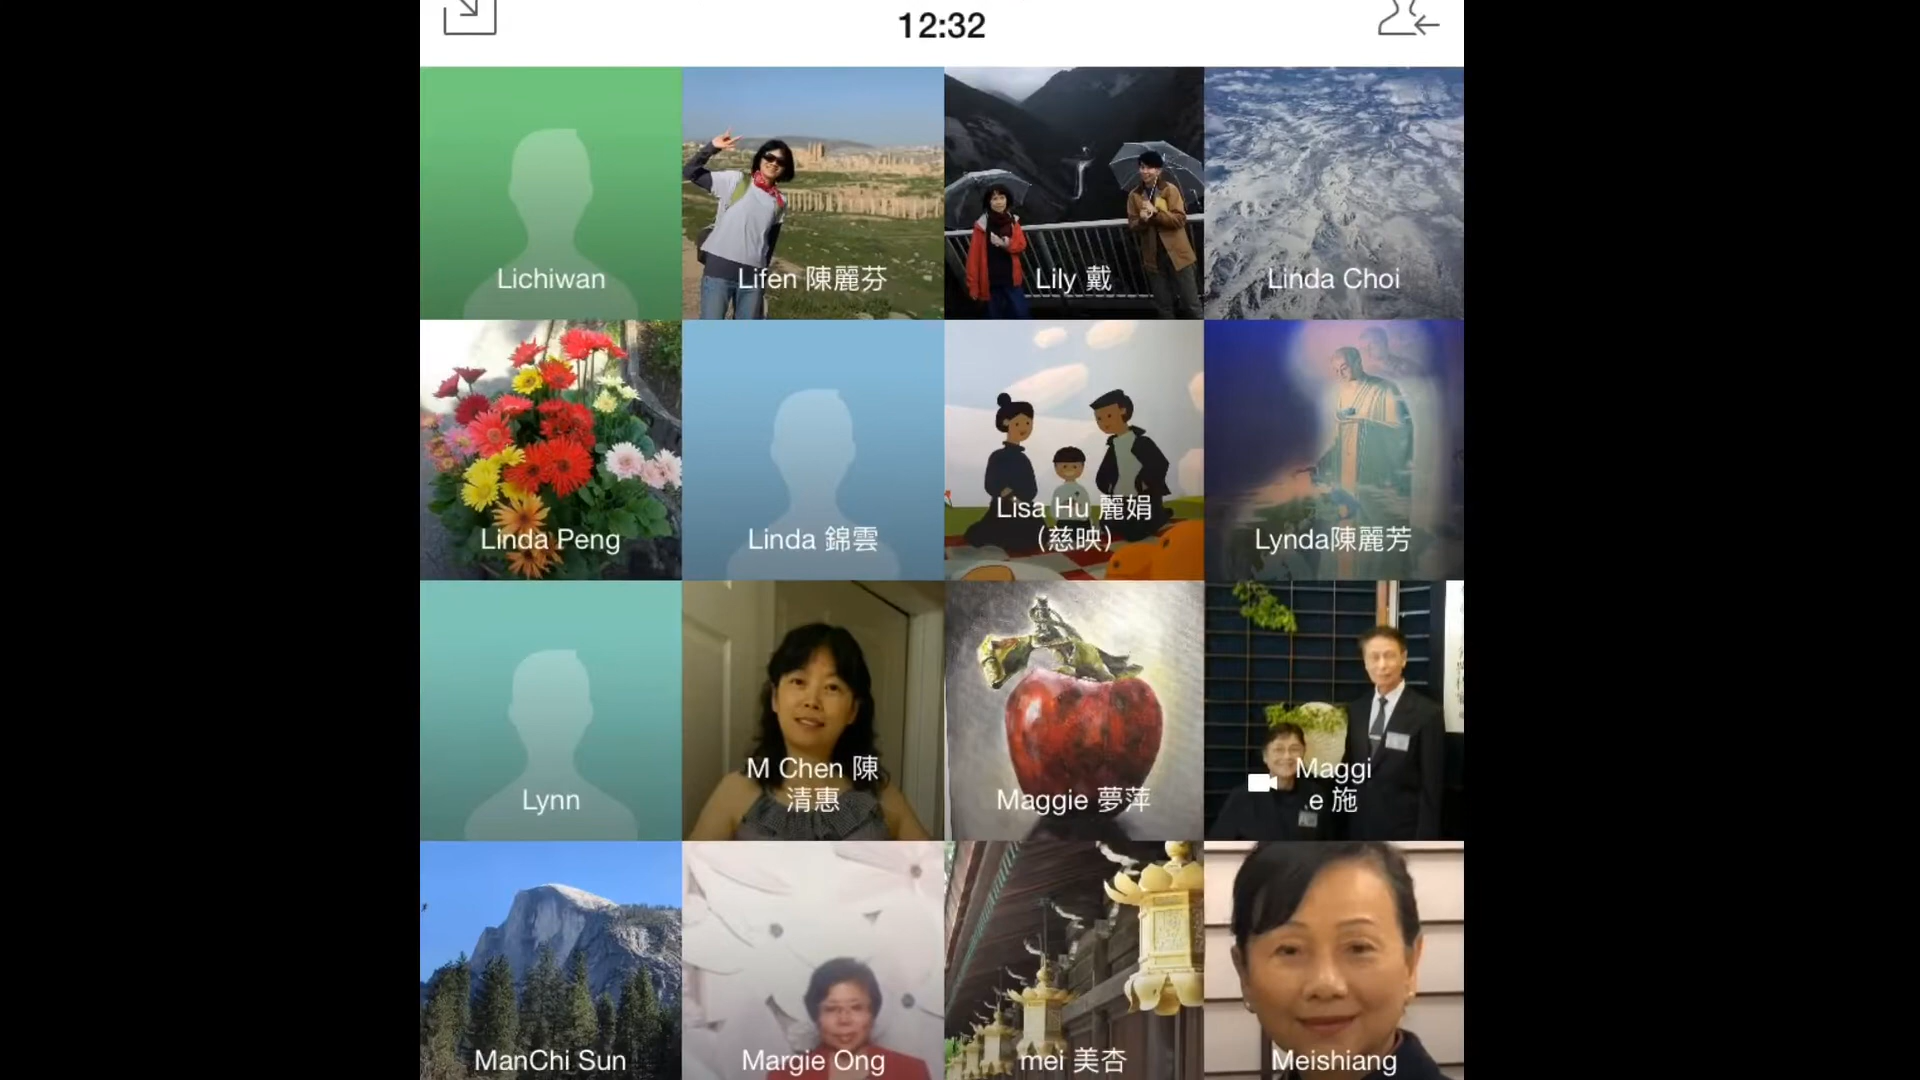 12:32
Lichiwan
Lifen 陳麗芬
Lily 戴
Linda Choi
Linda Peng
Linda 錦雲
Lisa Hu 麗娟
(慈映)
Lynda陳麗芳
Lynn
M Chen 陳
清惠
Maggie 夢萍
Maggi
e 施
ManChi Sun
Margie Ong
mei 美杏
Meishiang